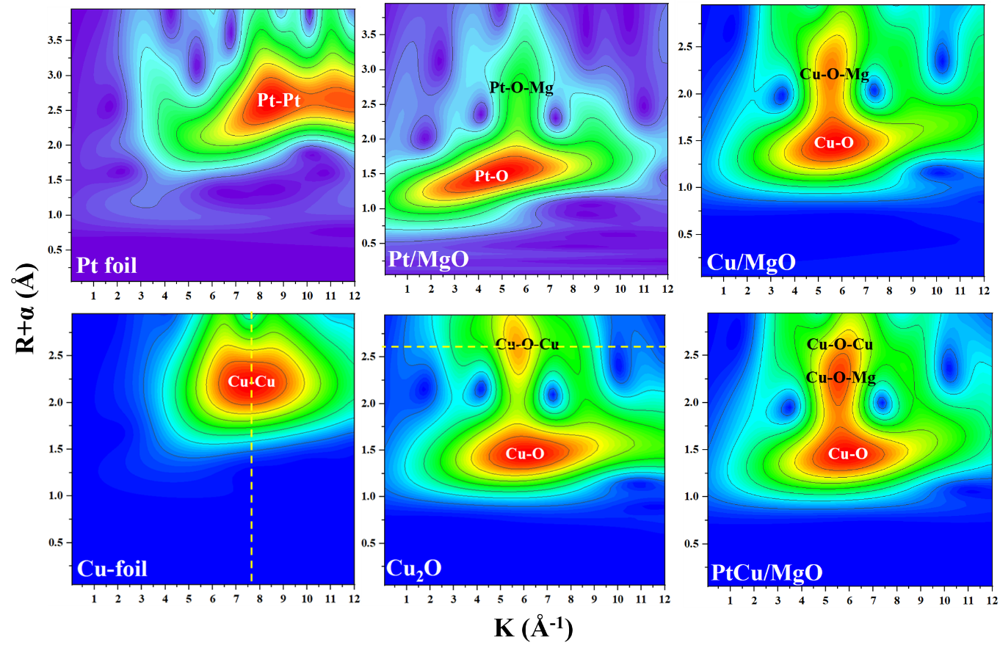 3.5
3.0
2.5
2.0
1.5
1.0
0.5
Pt-Pt
Pt foil
1 2 3 4 5 6 7 8 9 10 11 12
3.5
3.0
2.5
2.0
1.5
1.0
0.5
Pt-O-Mg
Pt-O
Pt/MgO
1 2 3 4 5 6 7 8 9 10 11 12
2.5
2.0
1.5
1.0
0.5
Cu-O-Mg
Cu-O
Cu/MgO
1 2 3 4 5 6 7 8 9 10 11 12
R+α (Å)
2.5
2.0
1.5
1.0
0.5
Cu-Cu
Cu-foil
1 2 3 4 5 6 7 8 9 10 11 12
2.5
2.0
1.5
1.0
0.5
Cu-O-Cu
Cu-O
Cu₂O
1 2 3 4 5 6 7 8 9 10 11 12
2.5
2.0
1.5
1.0
0.5
Cu-O-Cu
Cu-O-Mg
Cu-O
PtCu/MgO
1 2 3 4 5 6 7 8 9 10 11 12
K (Å⁻¹)